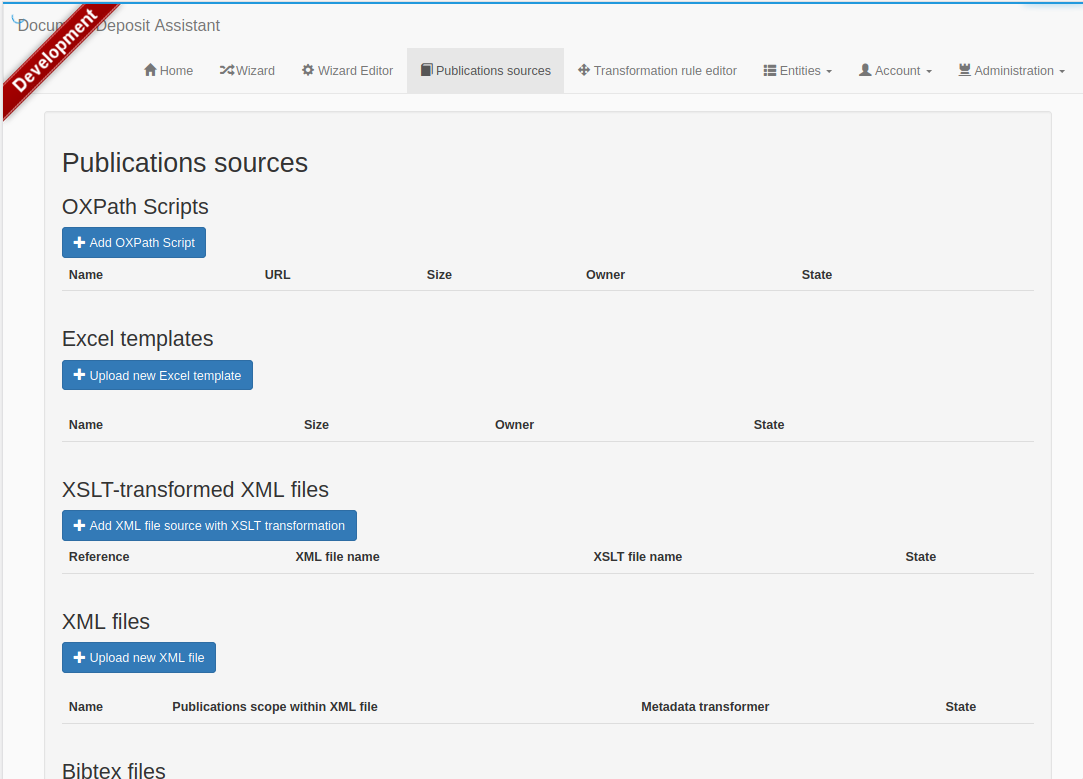 Development
Docum Deposit Assistant
Home Wizard Wizard Editor Publications sources Transformation rule editor Entities Account Administration
Publications sources
OXPath Scripts
Add OXPath Script
Name URL Size Owner State
Excel templates
Upload new Excel template
Name Size Owner State
XSLT-transformed XML files
Add XML file source with XSLT transformation
Reference XML file name XSLT file name State
XML files
Upload new XML file
Name Publications scope within XML file Metadata transformer State
Bibtex files